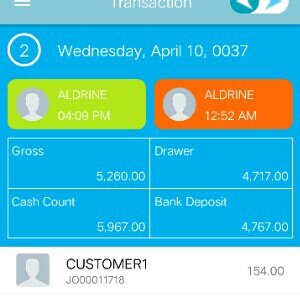 Transaction
2
Wednesday, April 10, 0037
ALDRINE
04:09 PM
ALDRINE
12:52 AM
Gross
5,260.00
Drawer
4,717.00
Cash Count
5,967.00
Bank Deposit
4,767.00
CUSTOMER1
JO00011718
154.00